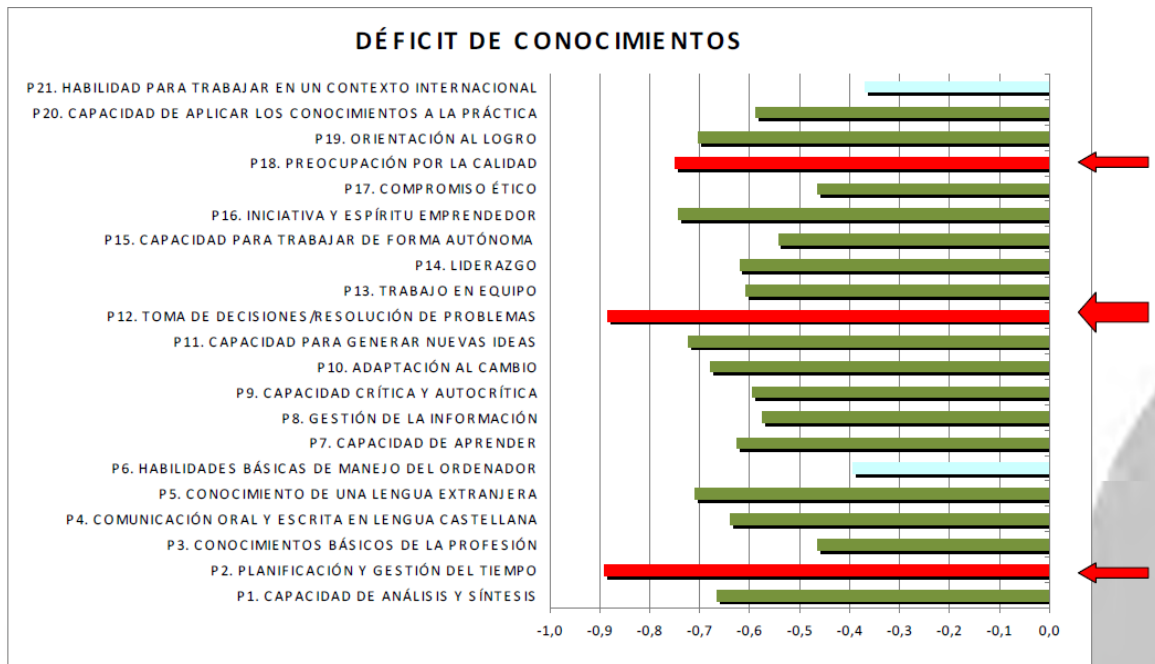 DÉFICIT DE CONOCIMIENTOS
P21. HABILIDAD PARA TRABAJAR EN UN CONTEXTO INTERNACIONAL
P20. CAPACIDAD DE APLICAR LOS CONOCIMIENTOS A LA PRÁCTICA
P19. ORIENTACIÓN AL LOGRO
P18. PREOCUPACIÓN POR LA CALIDAD
P17. COMPROMISO ÉTICO
P16. INICIATIVA Y ESPÍRITU EMPRENDEDOR
P15. CAPACIDAD PARA TRABAJAR DE FORMA AUTÓNOMA
P14. LIDERAZGO
P13. TRABAJO EN EQUIPO
P12. TOMA DE DECISIONES/RESOLUCIÓN DE PROBLEMAS
P11. CAPACIDAD PARA GENERAR NUEVAS IDEAS
P10. ADAPTACIÓN AL CAMBIO
P9. CAPACIDAD CRÍTICA Y AUTOCRÍTICA
P8. GESTIÓN DE LA INFORMACIÓN
P7. CAPACIDAD DE APRENDER
P6. HABILIDADES BÁSICAS DE MANEJO DEL ORDENADOR
P5. CONOCIMIENTO DE UNA LENGUA EXTRANJERA
P4. COMUNICACIÓN ORAL Y ESCRITA EN LENGUA CASTELLANA
P3. CONOCIMIENTOS BÁSICOS DE LA PROFESIÓN
P2. PLANIFICACIÓN Y GESTIÓN DEL TIEMPO
P1. CAPACIDAD DE ANÁLISIS Y SÍNTESIS
-1,0 -0,9 -0,8 -0,7 -0,6 -0,5 -0,4 -0,3 -0,2 -0,1 0,0